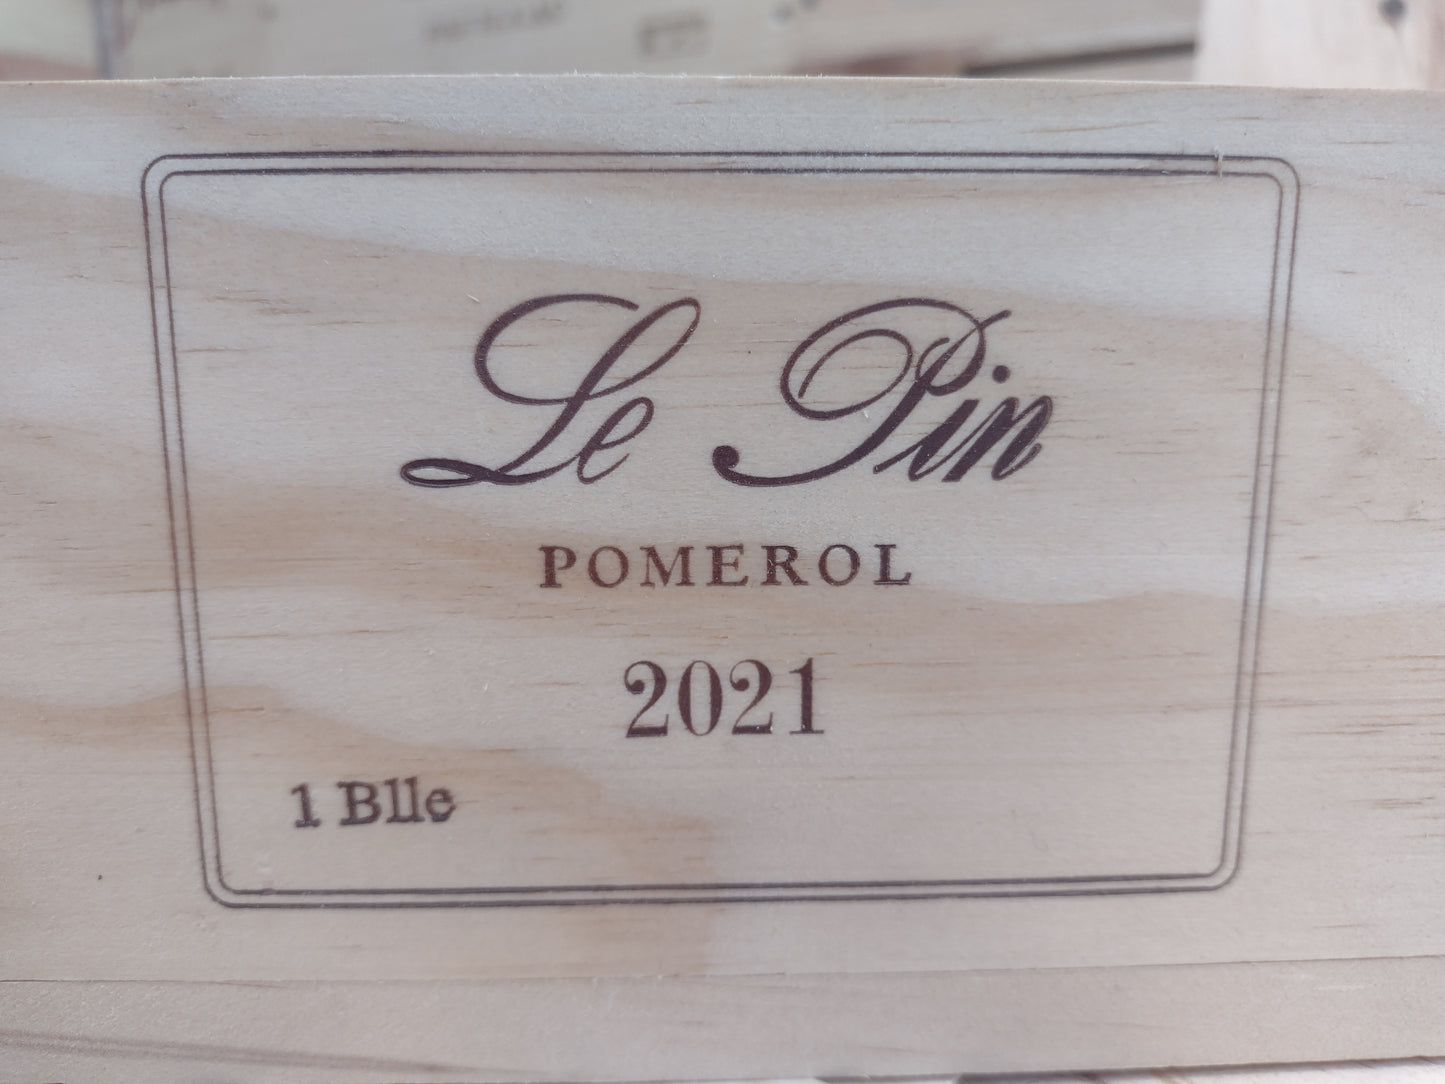 Le Pin
POMEROL
2021
1 Blle